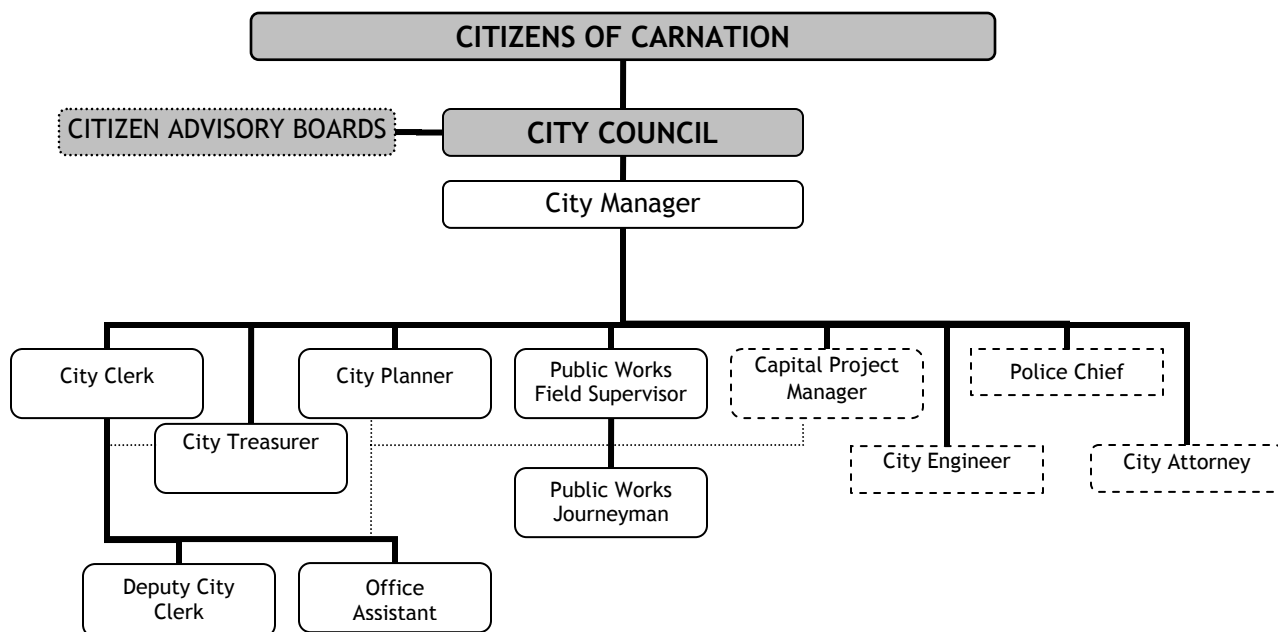 CITIZENS OF CARNATION
CITIZEN ADVISORY BOARDS
CITY COUNCIL
City Manager
City Clerk
City Treasurer
City Planner
Public Works
Field Supervisor
Capital Project
Manager
City Engineer
Police Chief
City Attorney
Public Works
Journeyman
Deputy City
Clerk
Office
Assistant